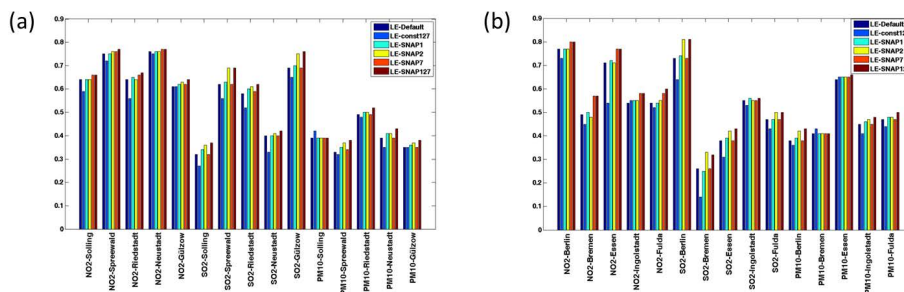 (a)
0.9
0.8
0.7
0.6
0.5
0.4
0.3
0.2
0.1
0
LE-Default
LE-const127
LE-SNAP1
LE-SNAP2
LE-SNAP7
LE-SNAP127
NO2-Solling
NO2-Spreewald
NO2-Riedstadt
NO2-Neustadt
NO2-Gülzow
SO2-Solling
SO2-Spreewald
SO2-Riedstadt
SO2-Neustadt
SO2-Gülzow
PM10-Solling
PM10-Spreewald
PM10-Riedstadt
PM10-Neustadt
PM10-Gülzow
(b)
0.9
0.8
0.7
0.6
0.5
0.4
0.3
0.2
0.1
0
LE-Default
LE-const12
LE-SNAP1
LE-SNAP2
LE-SNAP7
LE-SNAP12
NO2-Berlin
NO2-Bremen
NO2-Essen
NO2-Ingolstadt
NO2-Fulda
SO2-Berlin
SO2-Bremen
SO2-Essen
SO2-Ingolstadt
SO2-Fulda
PM10-Berlin
PM10-Bremen
PM10-Essen
PM10-Ingolstadt
PM10-Fulda